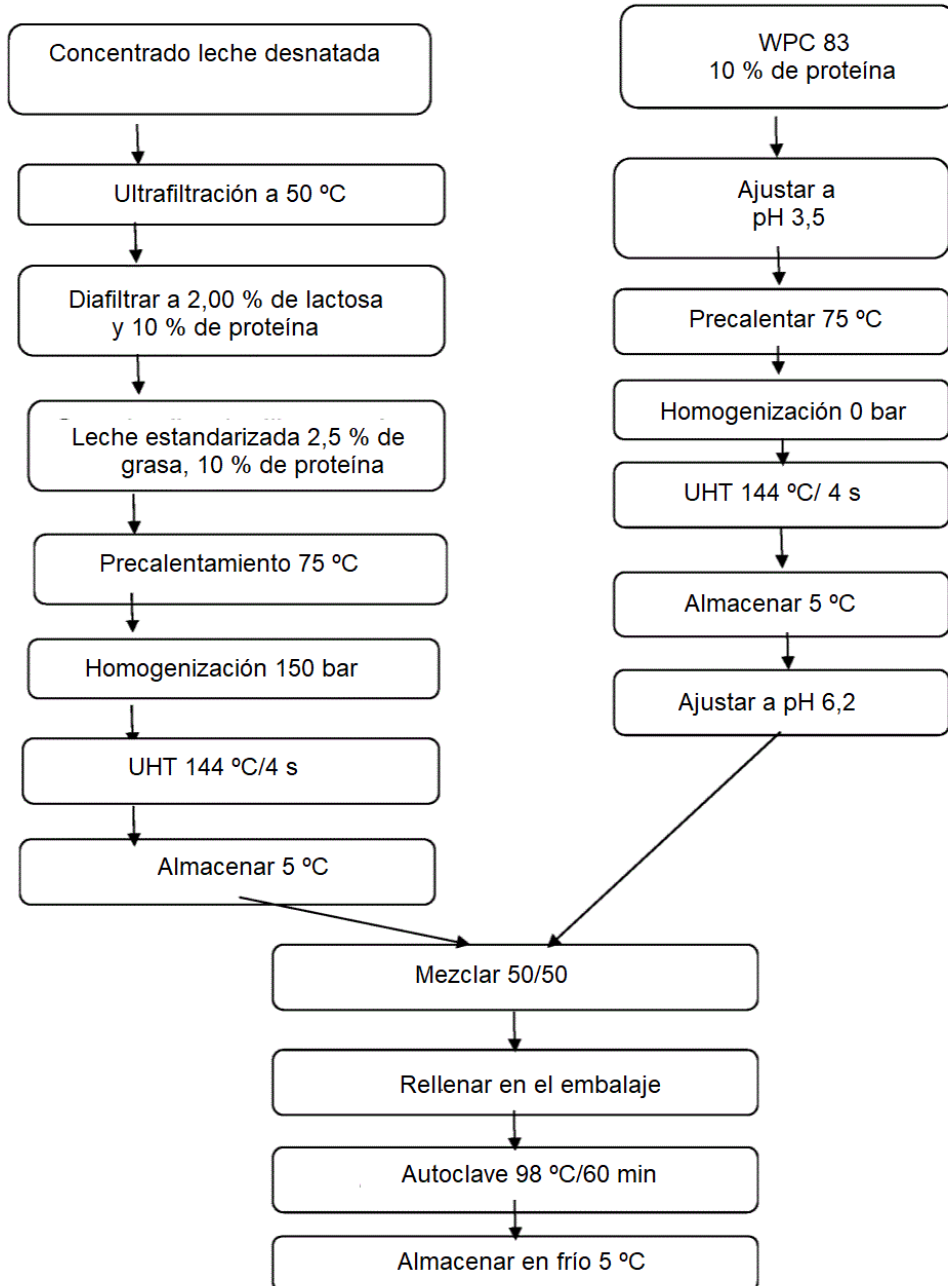 Concentrado leche desnatada
Ultrafiltración a 50 ºC
Diafiltrar a 2,00 % de lactosa
y 10 % de proteína
Leche estandarizada 2,5 % de
grasa, 10 % de proteína
Precalentamiento 75 ºC
Homogenización 150 bar
UHT 144 ºC/4 s
Almacenar 5 ºC
WPC 83
10 % de proteína
Ajustar a
pH 3,5
Precalentar 75 ºC
Homogenización 0 bar
UHT 144 ºC/ 4 s
Almacenar 5 ºC
Ajustar a pH 6,2
Mezclar 50/50
Rellenar en el embalaje
Autoclave 98 ºC/60 min
Almacenar en frío 5 ºC